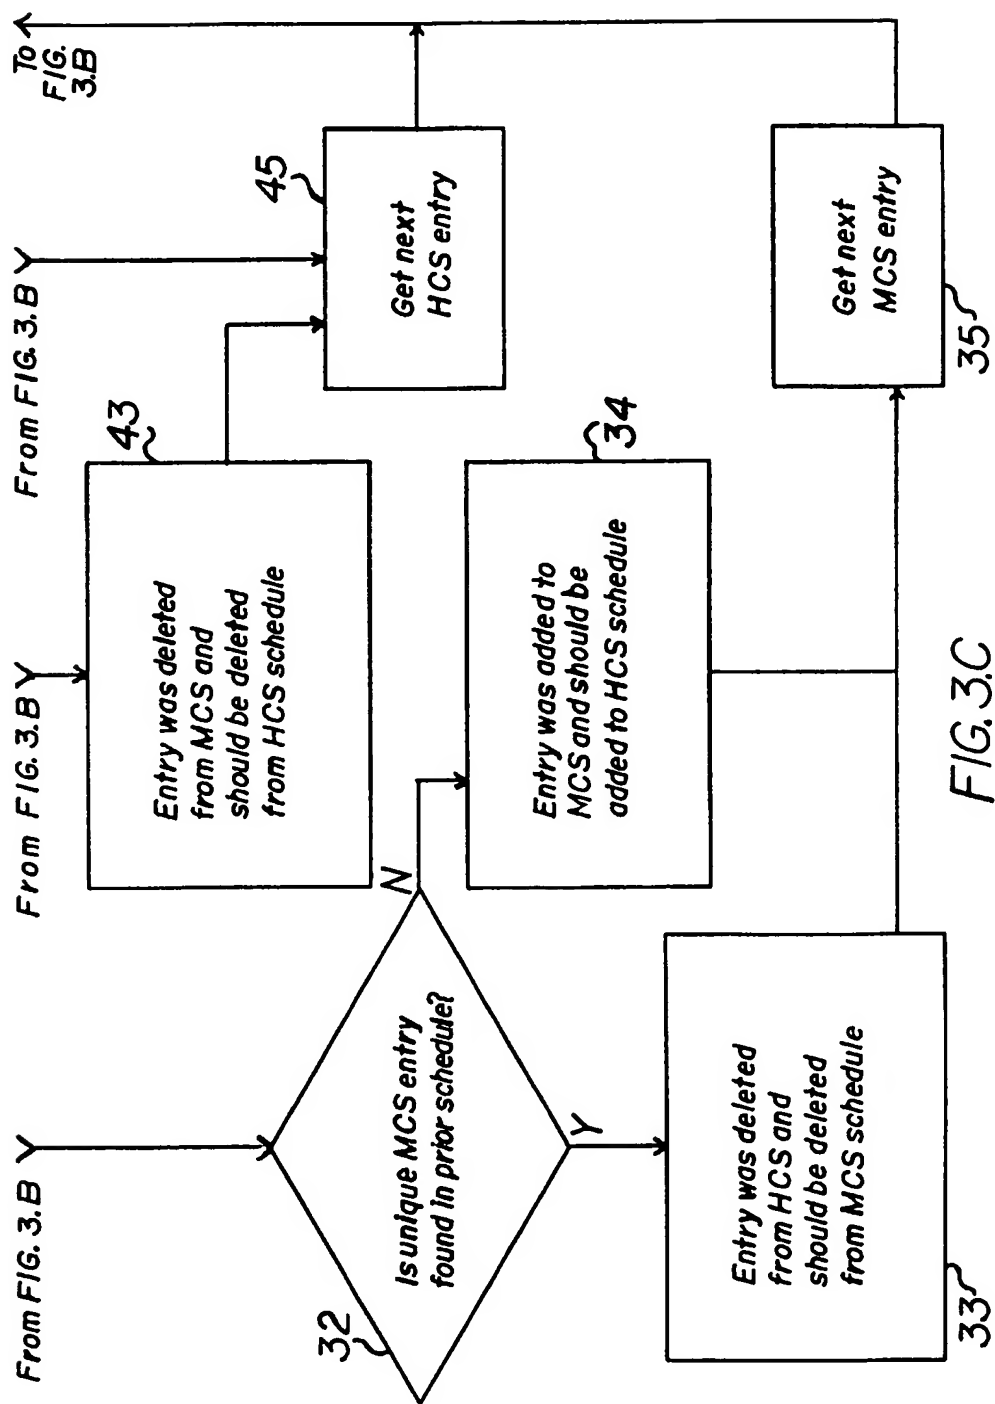 From FIG. 3.B
From FIG. 3.B
From FIG. 3.B
To
FIG.
3.B
32
Is unique MCS entry
found in prior schedule?
N
Y
43
Entry was deleted
from MCS and
should be deleted
from HCS schedule
45
Get next
HCS entry
34
Entry was added to
MCS and should be
added to HCS schedule
33
Entry was deleted
from HCS and
should be deleted
from MCS schedule
35
Get next
MCS entry
FIG. 3.C